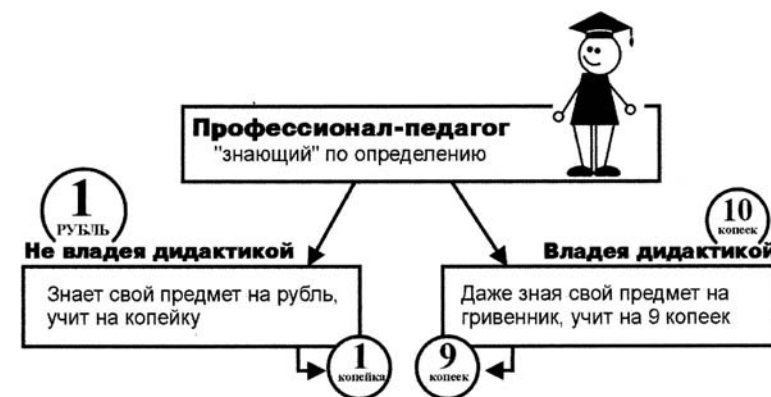 Профессионал-педагог
"знающий" по определению
1
РУБЛЬ
Не владея дидактикой
Знает свой предмет на рубль,
учит на копейку
1
копейка
10
копеек
Владея дидактикой
Даже зная свой предмет на
гривенник, учит на 9 копеек
9
копеек